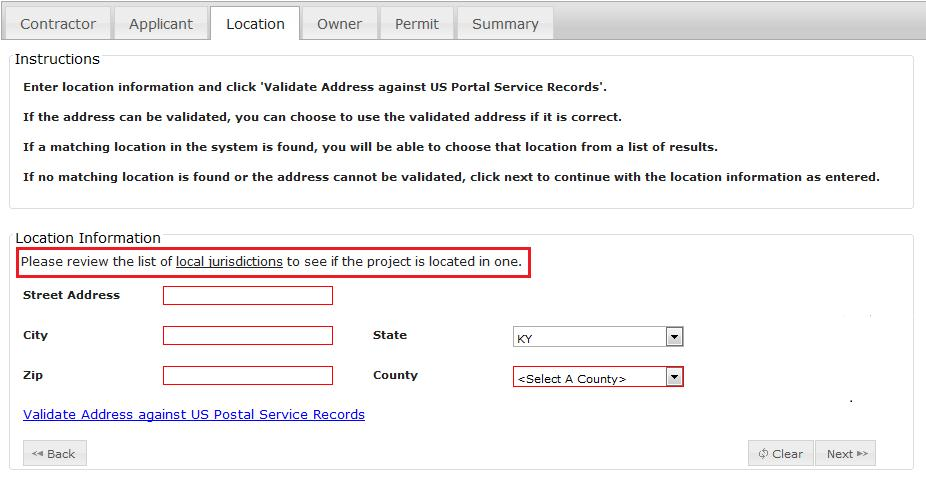 Contractor Applicant Location Owner Permit Summary
Instructions
Enter location information and click 'Validate Address against US Portal Service Records'.
If the address can be validated, you can choose to use the validated address if it is correct.
If a matching location in the system is found, you will be able to choose that location from a list of results.
If no matching location is found or the address cannot be validated, click next to continue with the location information as entered.
Location Information
Please review the list of local jurisdictions to see if the project is located in one.
Street Address
City State KY
Zip County <Select A County>
Validate Address against US Postal Service Records
Back Clear Next